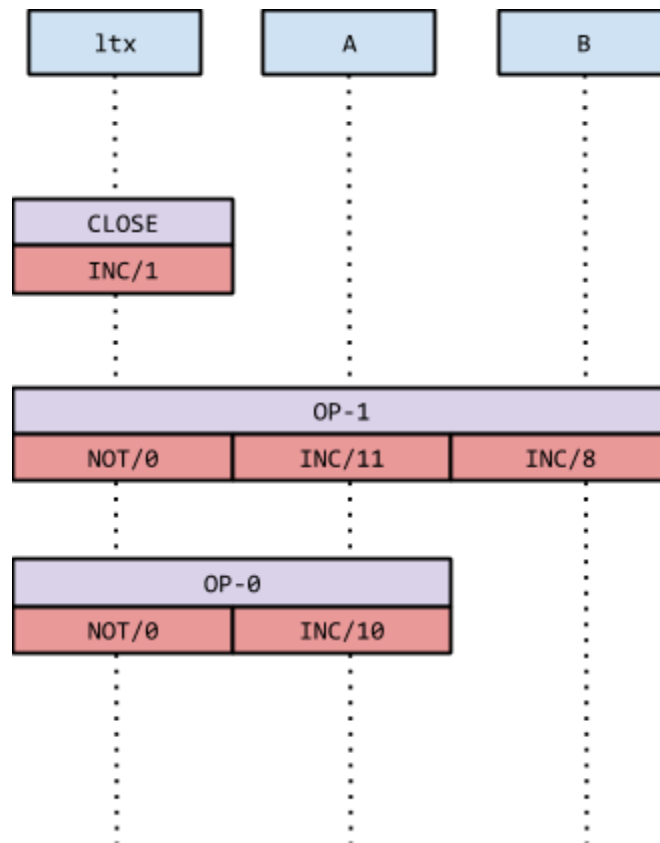 ltx A B
CLOSE
INC/1
OP-1
NOT/0 INC/11 INC/8
OP-0
NOT/0 INC/10